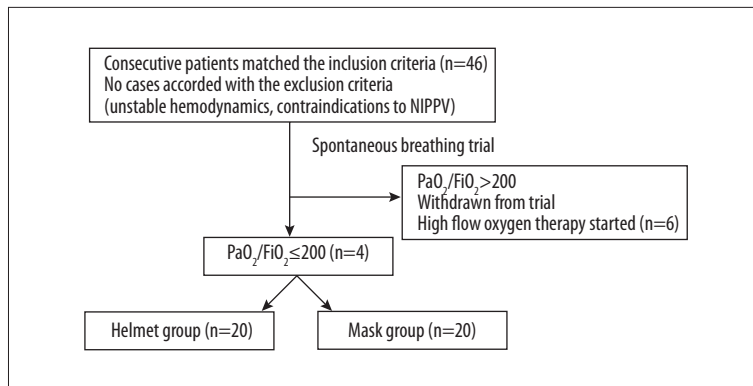 Consecutive patients matched the inclusion criteria (n=46)
No cases accorded with the exclusion criteria
(unstable hemodynamics, contraindications to NIPPV)
Spontaneous breathing trial
PaO₂/FiO₂>200
Withdrawn from trial
High flow oxygen therapy started (n=6)
PaO₂/FiO₂≤200 (n=4)
Helmet group (n=20)
Mask group (n=20)